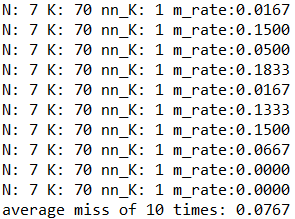 N: 7 K: 70 nn_K: 1 m_rate:0.0167
N: 7 K: 70 nn_K: 1 m_rate:0.1500
N: 7 K: 70 nn_K: 1 m_rate:0.0500
N: 7 K: 70 nn_K: 1 m_rate:0.1833
N: 7 K: 70 nn_K: 1 m_rate:0.0167
N: 7 K: 70 nn_K: 1 m_rate:0.1333
N: 7 K: 70 nn_K: 1 m_rate:0.1500
N: 7 K: 70 nn_K: 1 m_rate:0.0667
N: 7 K: 70 nn_K: 1 m_rate:0.0000
N: 7 K: 70 nn_K: 1 m_rate:0.0000
average miss of 10 times: 0.0767